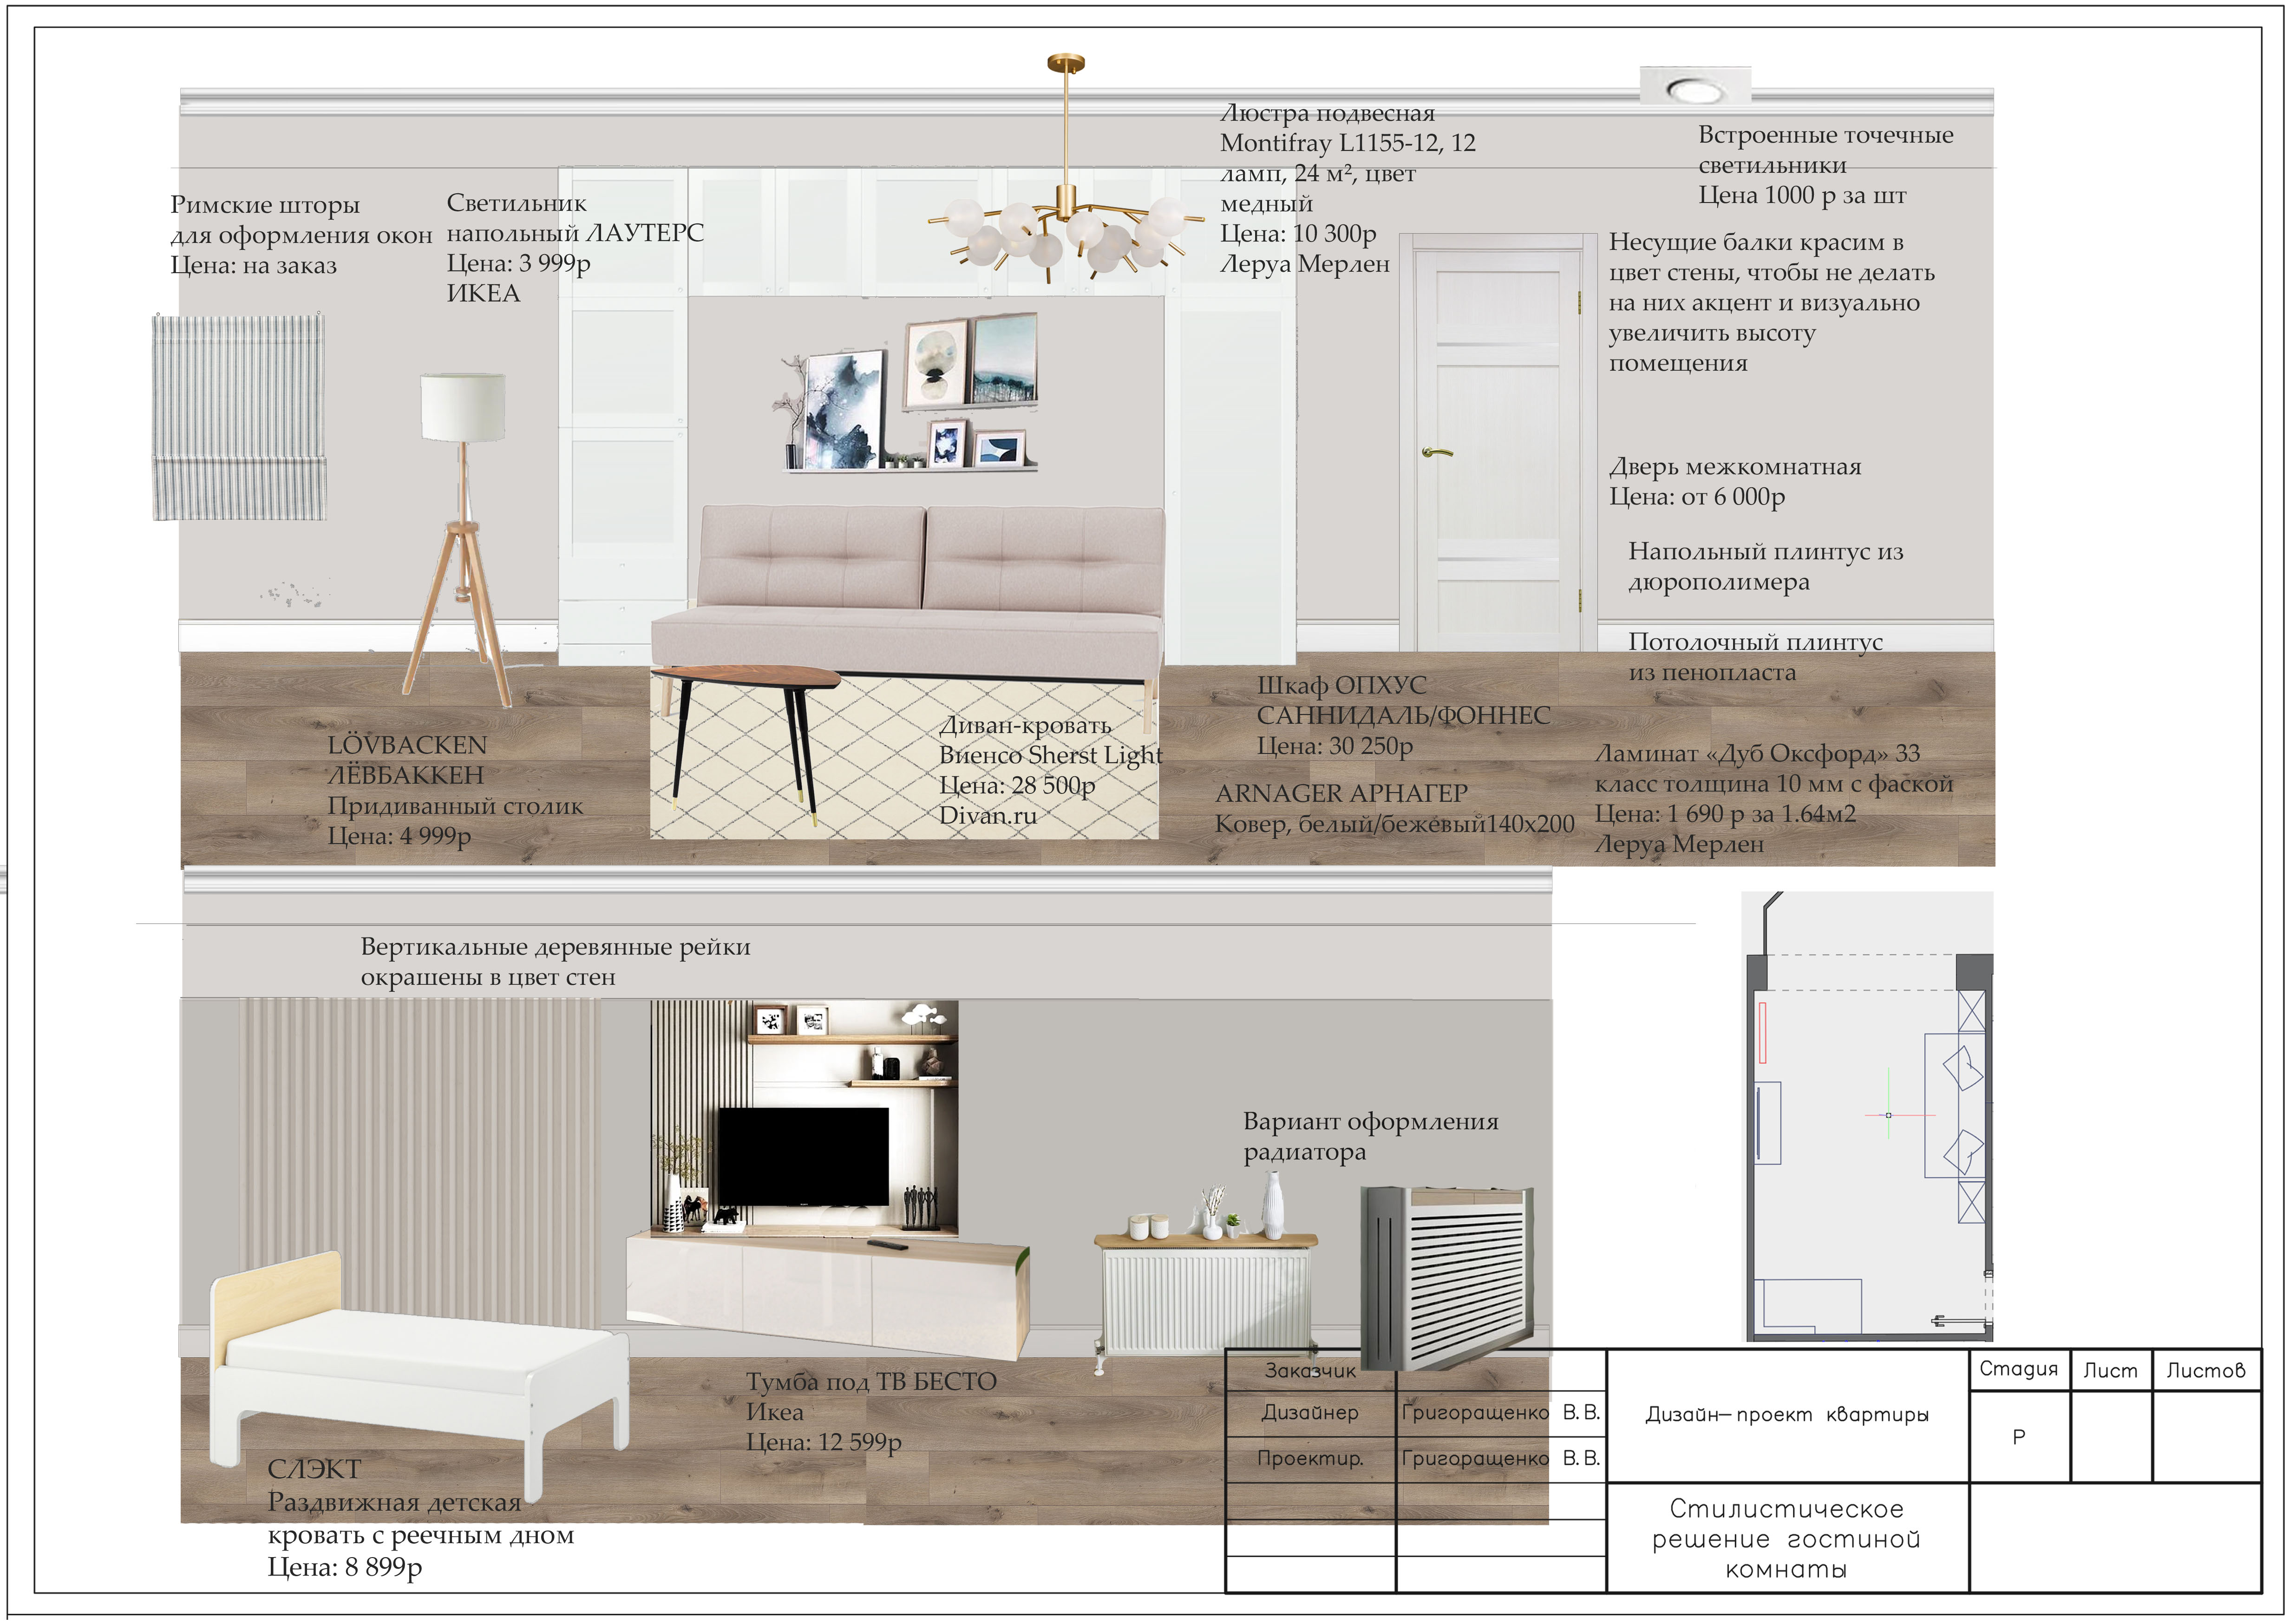 Люстра подвесная
Montifray L1155-12, 12
ламп, 24 м², цвет
медный
Цена: 10 300р
Леруа Мерлен
Встроенные точечные
светильники
Цена 1000 р за шт
Римские шторы
для оформления окон
Цена: на заказ
Светильник
напольный ЛАУТЕРС
Цена: 3 999р
ИКЕА
Несущие балки красим в
цвет стены, чтобы не делать
на них акцент и визуально
увеличить высоту
помещения
Дверь межкомнатная
Цена: от 6 000р
Напольный плинтус из
дюрополимера
Потолочный плинтус
из пенопласта
Шкаф ОПХУС
САННИДАЛЬ/ФОННЕС
Цена: 30 250р
LÖVBACKEN
ЛЁВБАККЕН
Придиванный столик
Цена: 4 999р
Диван-кровать
Виенсо Sherst Light
Цена: 28 500р
Divan.ru
ARNAGER АРНАГЕР
Ковер, белый/бежевый140x200
Ламинат «Дуб Оксфорд» 33
класс толщина 10 мм с фаской
Цена: 1 690 р за 1.64м2
Леруа Мерлен
Вертикальные деревянные рейки
окрашены в цвет стен
Вариант оформления
радиатора
Тумба под ТВ БЕСТО
Икеа
Цена: 12 599р
СЛЭКТ
Раздвижная детская
кровать с реечным дном
Цена: 8 899р
Заказчик
Дизайнер Григоращенко В.В.
Проектир. Григоращенко В.В.
Дизайн-проект квартиры
Стадия Лист Листов
Р
Стилистическое
решение гостиной
комнаты